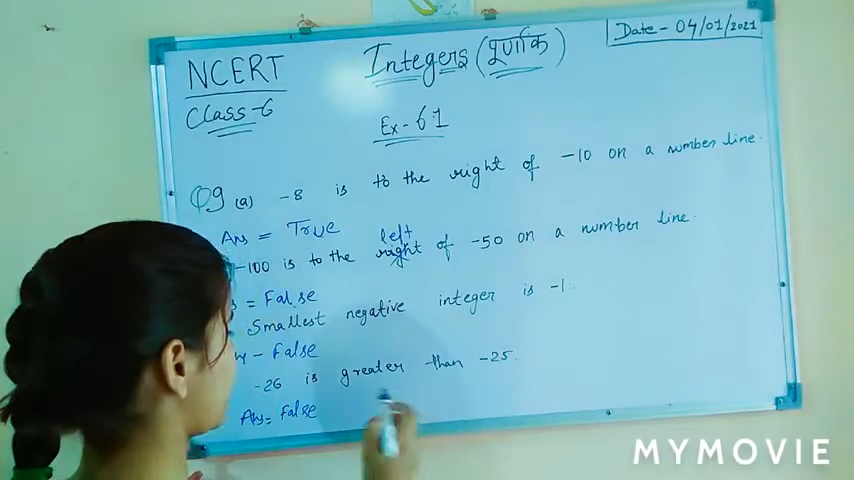 Date - 04/01/2021
NCERT
Integers (पूर्णांक)
Class-6
Ex-6.1
Q9 (a) -8 is to the right of -10 on a number line.
Ans = True
left
-100 is to the right of -50 on a number line.
= False
Smallest negative integer is -1.
- False
-26 is greater than -25.
Ans= False
MYMOVIE